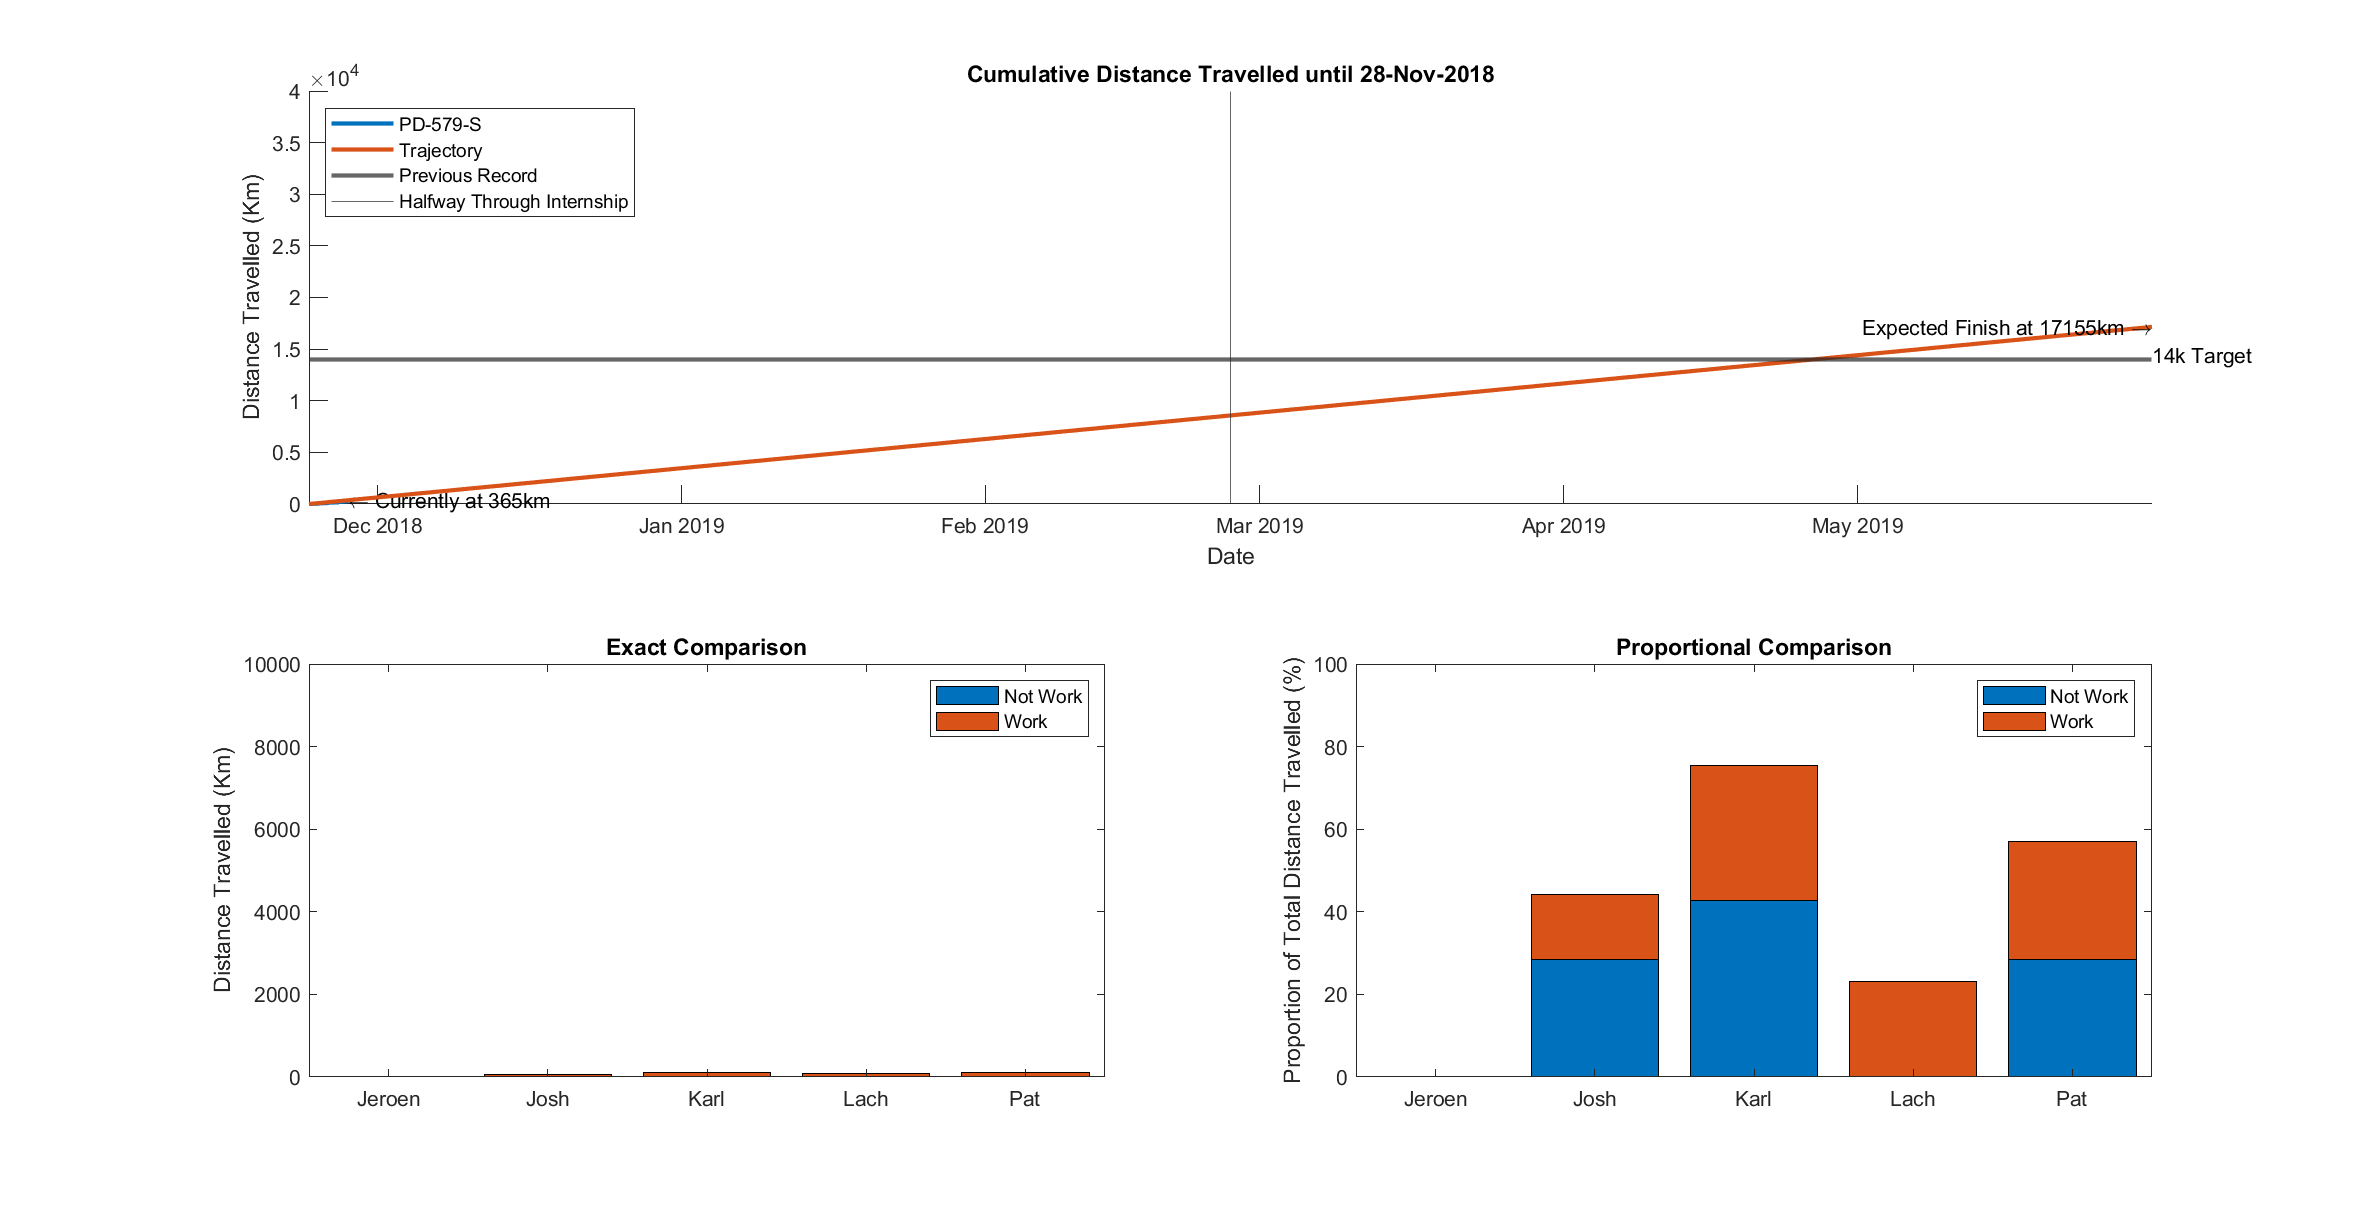 Cumulative Distance Travelled until 28-Nov-2018
×10⁴
4
3.5
3
2.5
2
1.5
1
0.5
0
Distance Travelled (Km)
PD-579-S
Trajectory
Previous Record
Halfway Through Internship
Expected Finish at 17155km
14k Target
Currently at 365km
Dec 2018
Jan 2019
Feb 2019
Mar 2019
Apr 2019
May 2019
Date
Exact Comparison
10000
8000
6000
4000
2000
0
Distance Travelled (Km)
Not Work
Work
Jeroen
Josh
Karl
Lach
Pat
Proportional Comparison
100
80
60
40
20
0
Proportion of Total Distance Travelled (%)
Not Work
Work
Jeroen
Josh
Karl
Lach
Pat